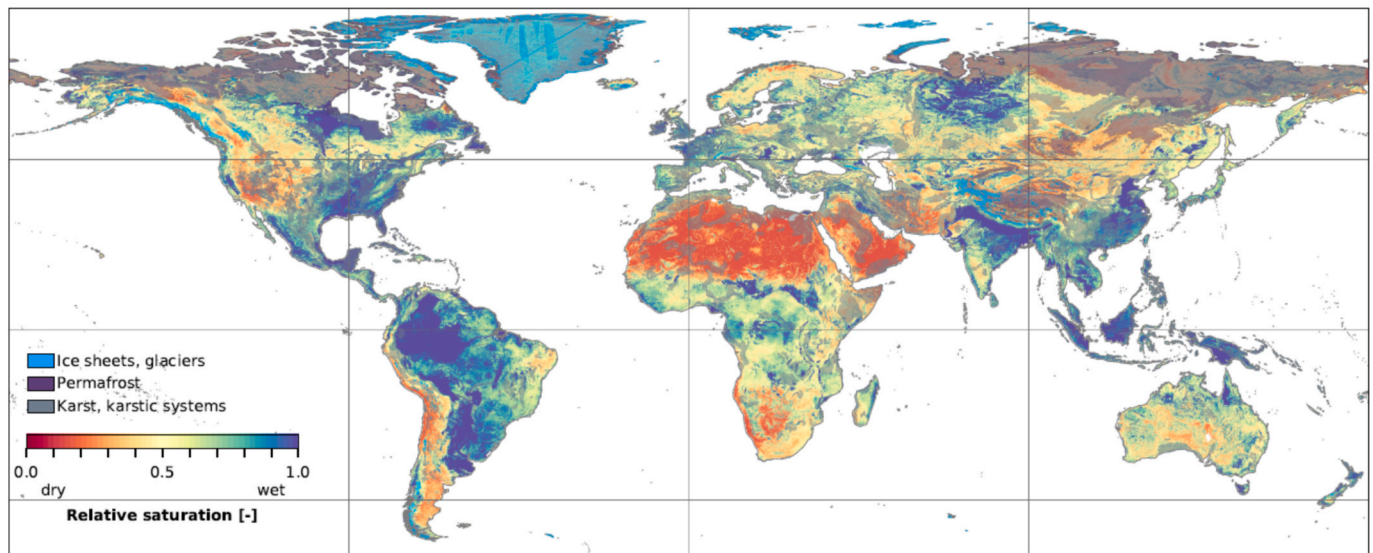 Ice sheets, glaciers
Permafrost
Karst, karstic systems
0.0 0.5 1.0
dry wet
Relative saturation [-]